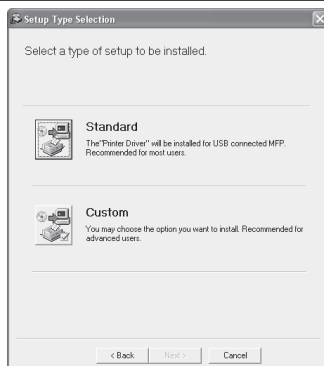 Setup Type Selection
Select a type of setup to be installed.
Standard
The"Printer Driver" will be installed for USB connected MFP.
Recommended for most users.
Custom
You may choose the option you want to install. Recommended for
advanced users.
< Back Next > Cancel